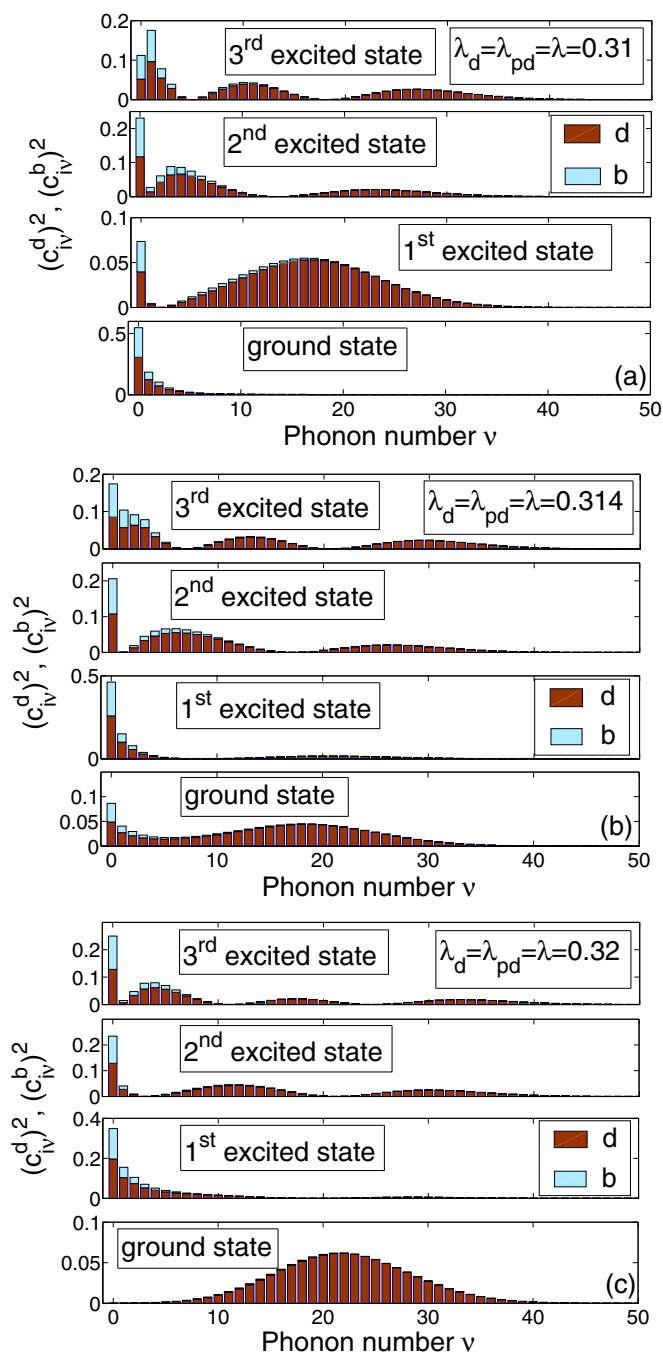 0.2
3rd excited state
λd=λpd=λ=0.31
0.1
0
0.2
2nd excited state
d
0.1
b
0
(c^d_iν)^2 , (c^b_iν)^2
0.1
1st excited state
0.05
0
0.5
ground state
(a)
0
0 10 20 30 40 50
Phonon number ν
0.2
3rd excited state
λd=λpd=λ=0.314
0.1
0
0.2
2nd excited state
0.1
0
(c^d_iν)^2 , (c^b_iν)^2
0.5
1st excited state
d
b
0
0.1
ground state
0.05
(b)
0
0 10 20 30 40 50
Phonon number ν
0.2
3rd excited state
λd=λpd=λ=0.32
0.1
0
0.2
2nd excited state
0.1
0
(c^d_iν)^2 , (c^b_iν)^2
0.4
1st excited state
d
0.2
b
0
0.1
ground state
0.05
(c)
0
0 10 20 30 40 50
Phonon number ν